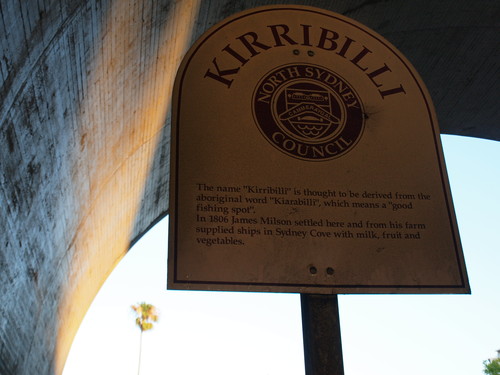 KIRRIBILLI
NORTH SYDNEY
COUNCIL
The name "Kirribilli" is thought to be derived from the
aboriginal word "Kiarabilli", which means a "good
fishing spot".
In 1806 James Milson settled here and from his farm
supplied ships in Sydney Cove with milk, fruit and
vegetables.